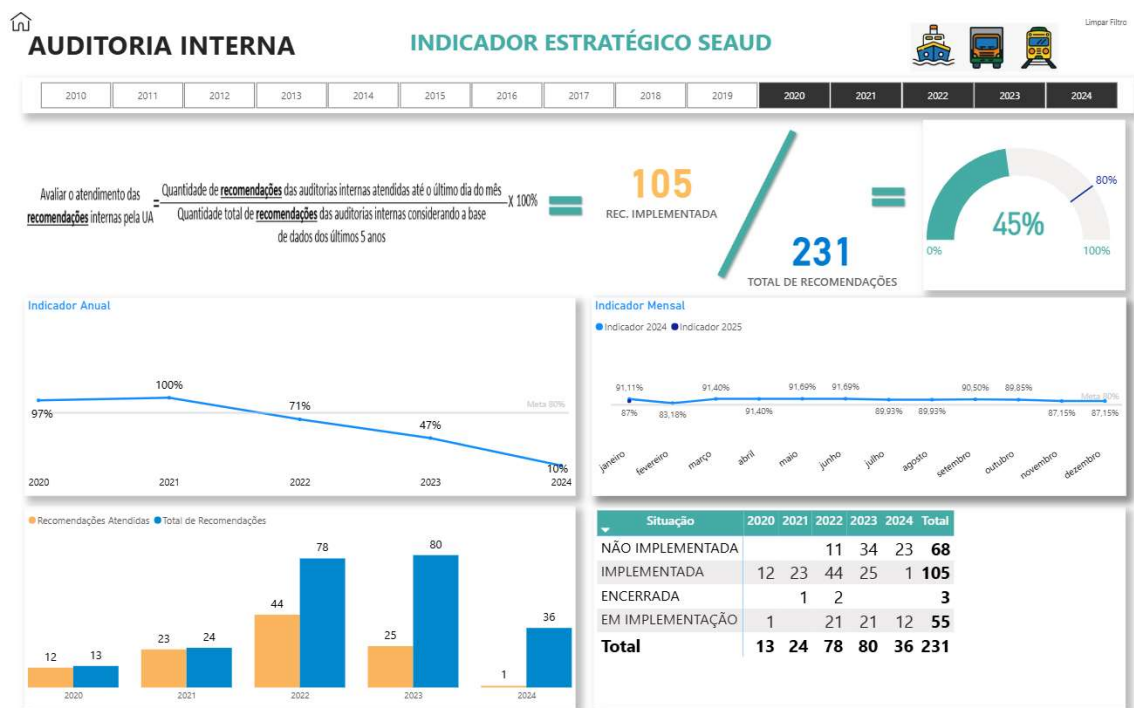 Limpar Filtro
AUDITORIA INTERNA
INDICADOR ESTRATÉGICO SEAUD
2010 2011 2012 2013 2014 2015 2016 2017 2018 2019 2020 2021 2022 2023 2024
Avaliar o atendimento das
recomendações internas pela UA
=
Quantidade de recomendações das auditorias internas atendidas até o último dia do mês
Quantidade total de recomendações das auditorias internas considerando a base
de dados dos últimos 5 anos
X 100%
=
105
REC. IMPLEMENTADA
/
231
TOTAL DE RECOMENDAÇÕES
=
80%
45%
0% 100%
Indicador Anual
97% 100% 71% 47% 10%
Meta 80%
2020 2021 2022 2023 2024
Indicador Mensal
Indicador 2024 Indicador 2025
91,11% 91,40% 91,69% 91,69% 90,50% 89,85%
Meta 80%
87% 83,18% 91,40% 89,93% 89,93% 87,15% 87,15%
janeiro fevereiro março abril maio junho julho agosto setembro outubro novembro dezembro
Recomendações Atendidas Total de Recomendações
12 13 23 24 44 78 25 80 1 36
2020 2021 2022 2023 2024
Situação 2020 2021 2022 2023 2024 Total
NÃO IMPLEMENTADA 11 34 23 68
IMPLEMENTADA 12 23 44 25 1 105
ENCERRADA 1 2 3
EM IMPLEMENTAÇÃO 1 21 21 12 55
Total 13 24 78 80 36 231